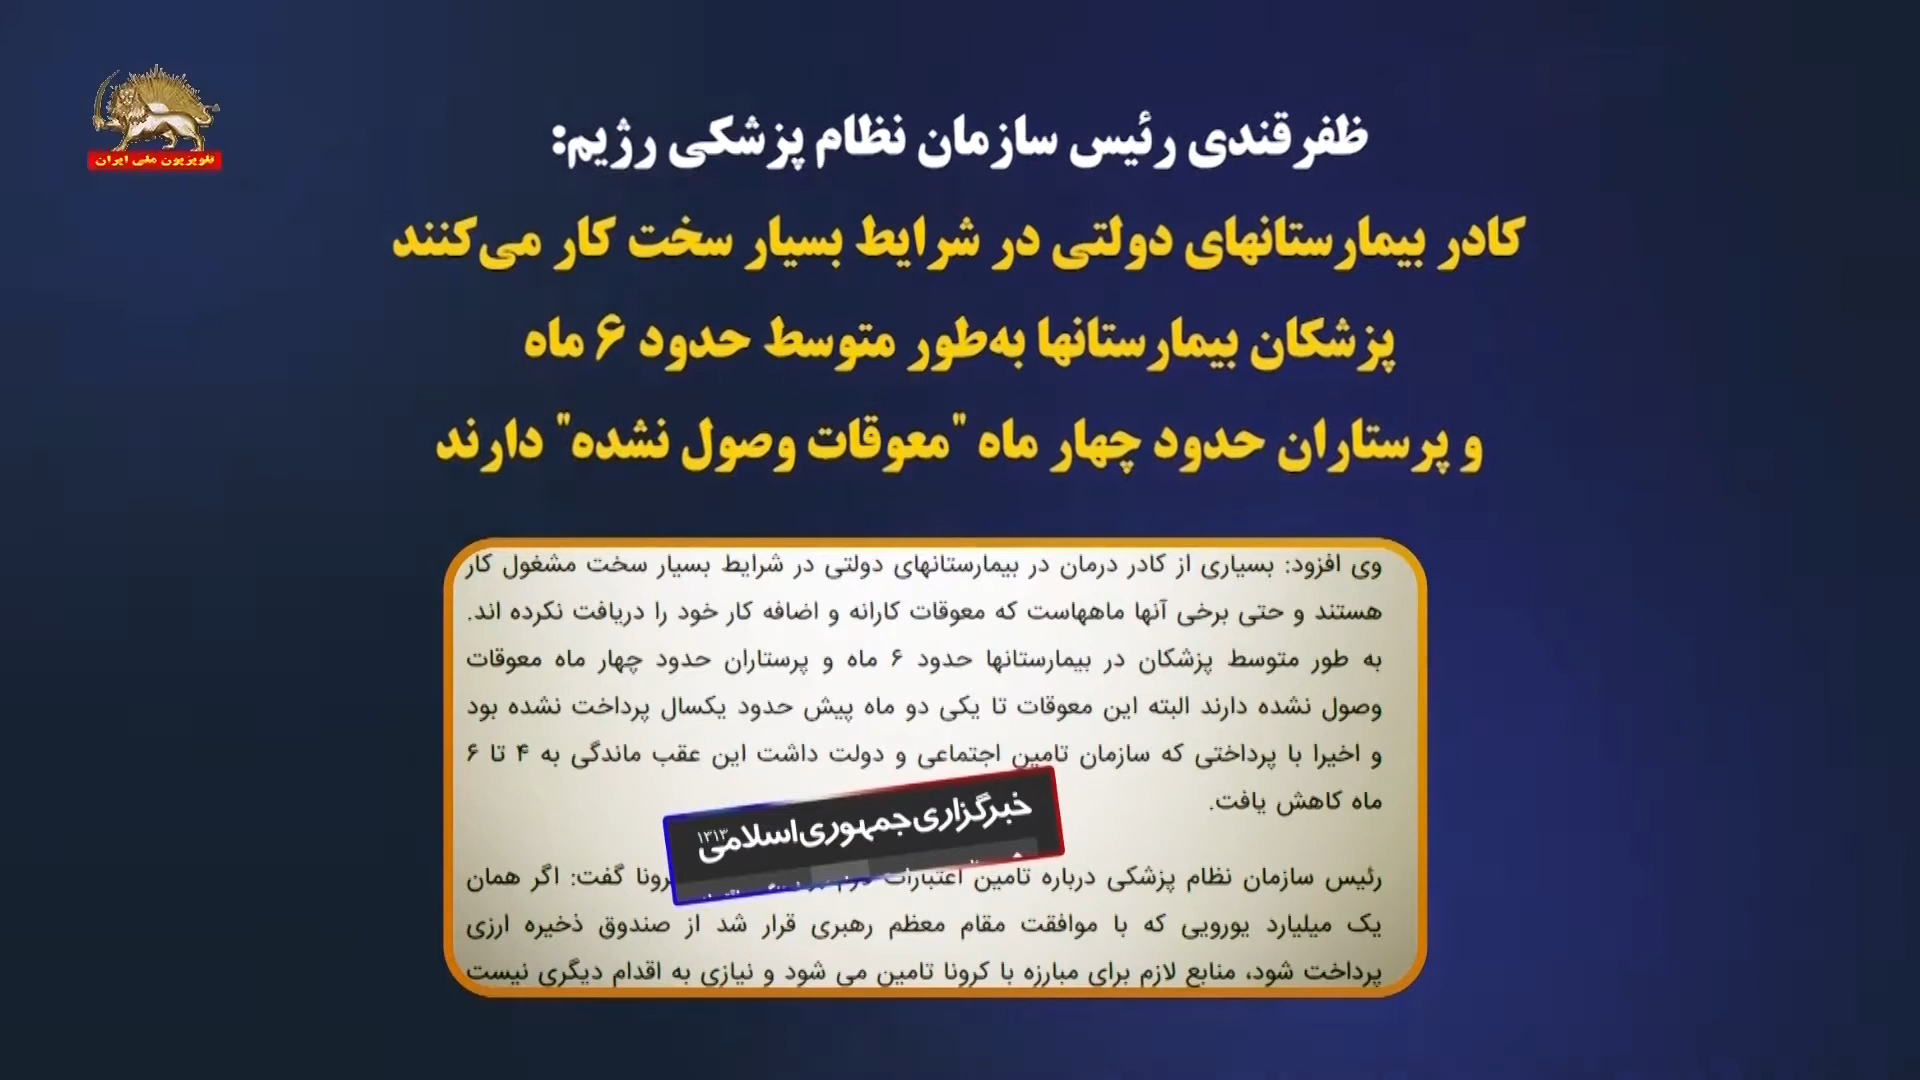 تلویزیون ملی ایران
ظفرقندی رئیس سازمان نظام پزشکی رژیم:
کادر بیمارستانهای دولتی در شرایط بسیار سخت کار می‌کنند
پزشکان بیمارستانها به‌طور متوسط حدود ۶ ماه
و پرستاران حدود چهار ماه "معوقات وصول نشده" دارند
وی افزود: بسیاری از کادر درمان در بیمارستانهای دولتی در شرایط بسیار سخت مشغول کار
هستند و حتی برخی آنها ماههاست که معوقات کارانه و اضافه کار خود را دریافت نکرده اند.
به طور متوسط پزشکان در بیمارستانها حدود ۶ ماه و پرستاران حدود چهار ماه معوقات
وصول نشده دارند البته این معوقات تا یکی دو ماه پیش حدود یکسال پرداخت نشده بود
و اخیرا با پرداختی که سازمان تامین اجتماعی و دولت داشت این عقب ماندگی به ۴ تا ۶
ماه کاهش یافت.
خبرگزاری جمهوری اسلامی ۱۳۱۳
رئیس سازمان نظام پزشکی درباره تامین اعتبارات گفت: اگر همان
یک میلیارد یورویی که با موافقت مقام معظم رهبری قرار شد از صندوق ذخیره ارزی
پرداخت شود، منابع لازم برای مبارزه با کرونا تامین می شود و نیازی به اقدام دیگری نیست